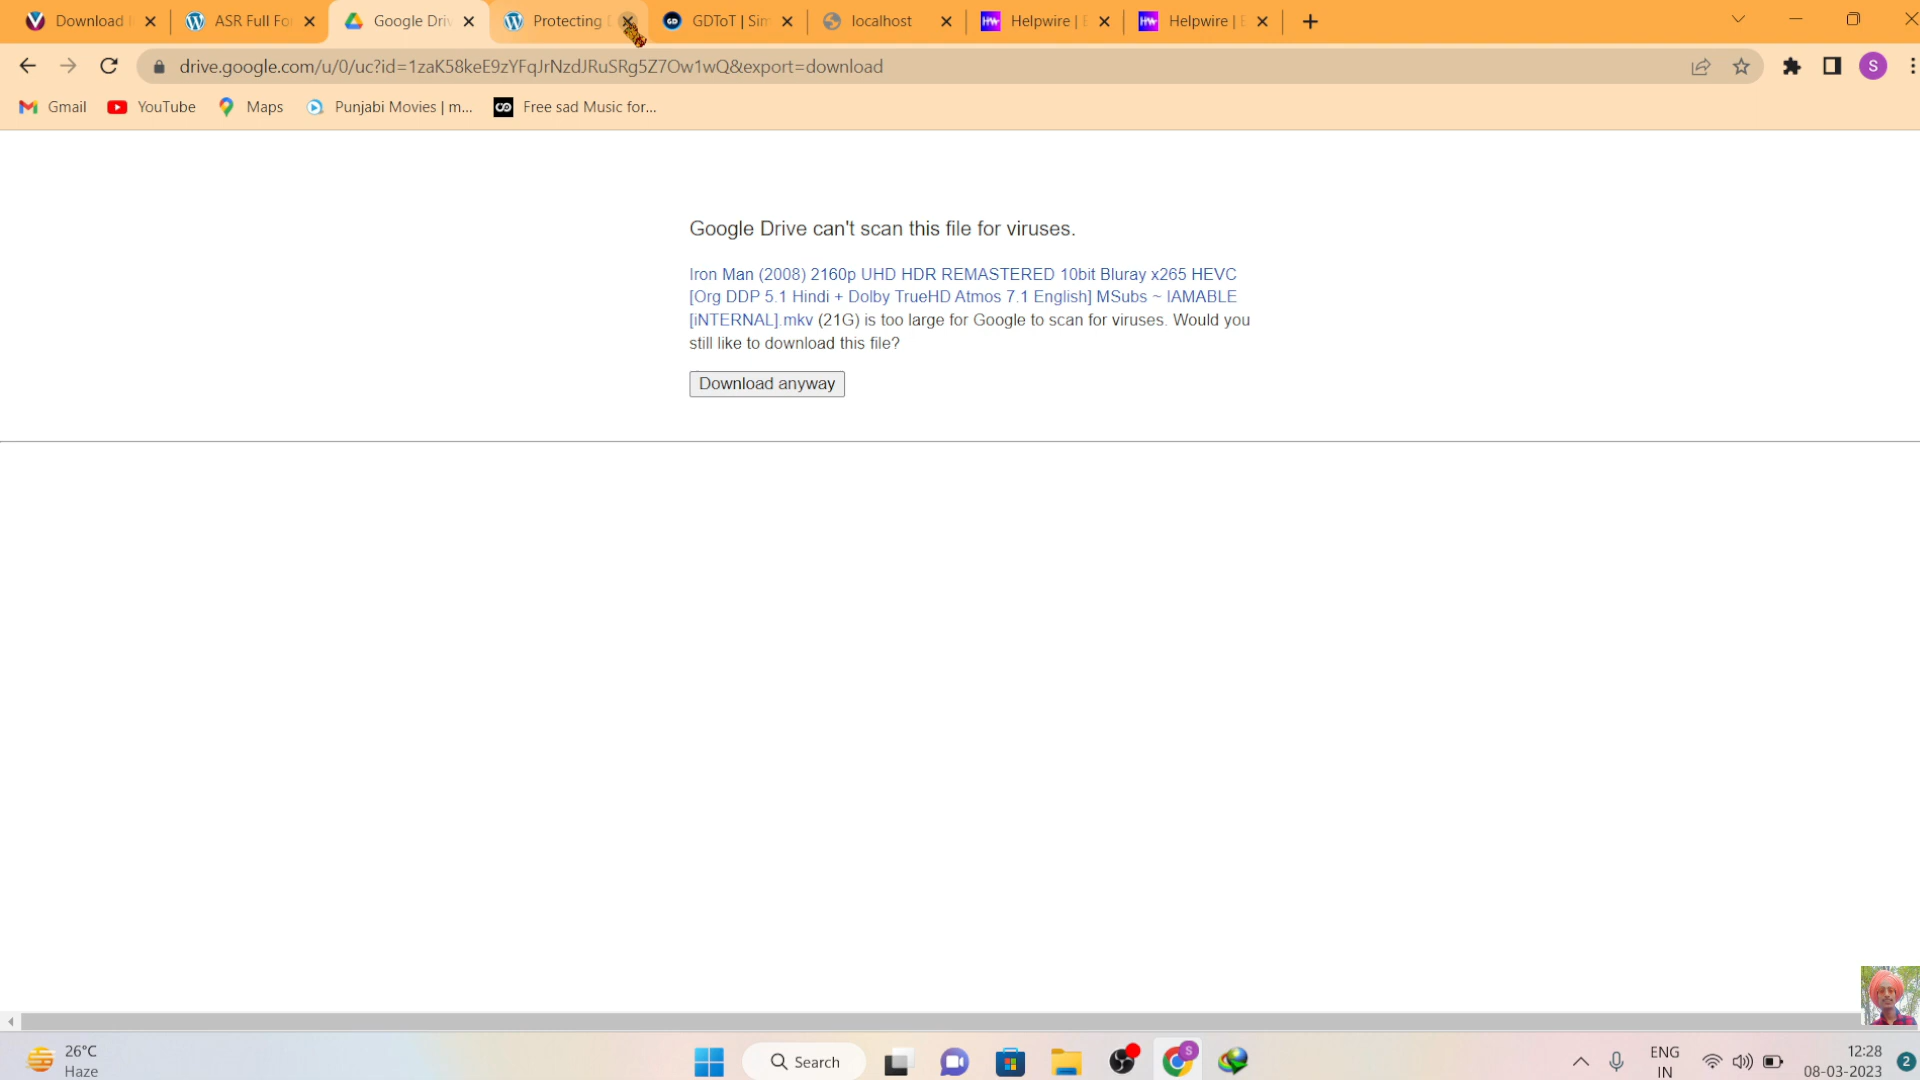 Download
ASR Full Fo
Google Driv
Protecting
GDToT | Sim
localhost
Helpwire | E
Helpwire | E
drive.google.com/u/0/uc?id=1zaK58keE9zYFqJrNzdJRuSRg5Z7Ow1wQ&export=download
S
Gmail
YouTube
Maps
Punjabi Movies | m...
Free sad Music for...
Google Drive can't scan this file for viruses.
Iron Man (2008) 2160p UHD HDR REMASTERED 10bit Bluray x265 HEVC
[Org DDP 5.1 Hindi + Dolby TrueHD Atmos 7.1 English] MSubs ~ IAMABLE
[iNTERNAL].mkv (21G) is too large for Google to scan for viruses. Would you
still like to download this file?
Download anyway
26°C
Haze
Search
S
ENG
IN
12:28
08-03-2023
2